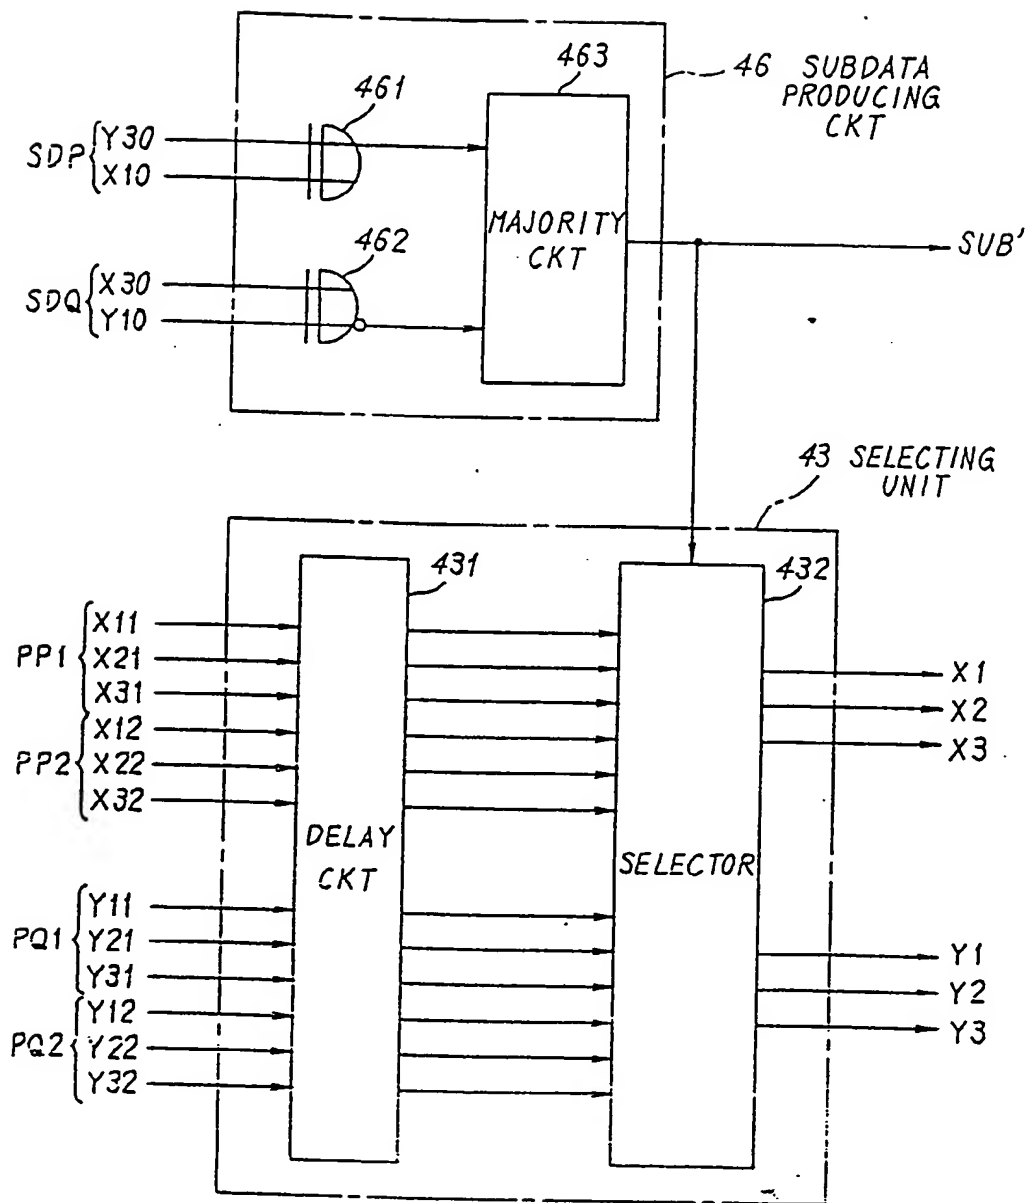 46 SUBDATA
PRODUCING
CKT
463
461
SDP
Y30
X10
MAJORITY
CKT
SUB'
462
SDQ
X30
Y10
43 SELECTING
UNIT
431
432
PP1
X11
X21
X31
PP2
X12
X22
X32
X1
X2
X3
DELAY
CKT
SELECTOR
PQ1
Y11
Y21
Y31
PQ2
Y12
Y22
Y32
Y1
Y2
Y3